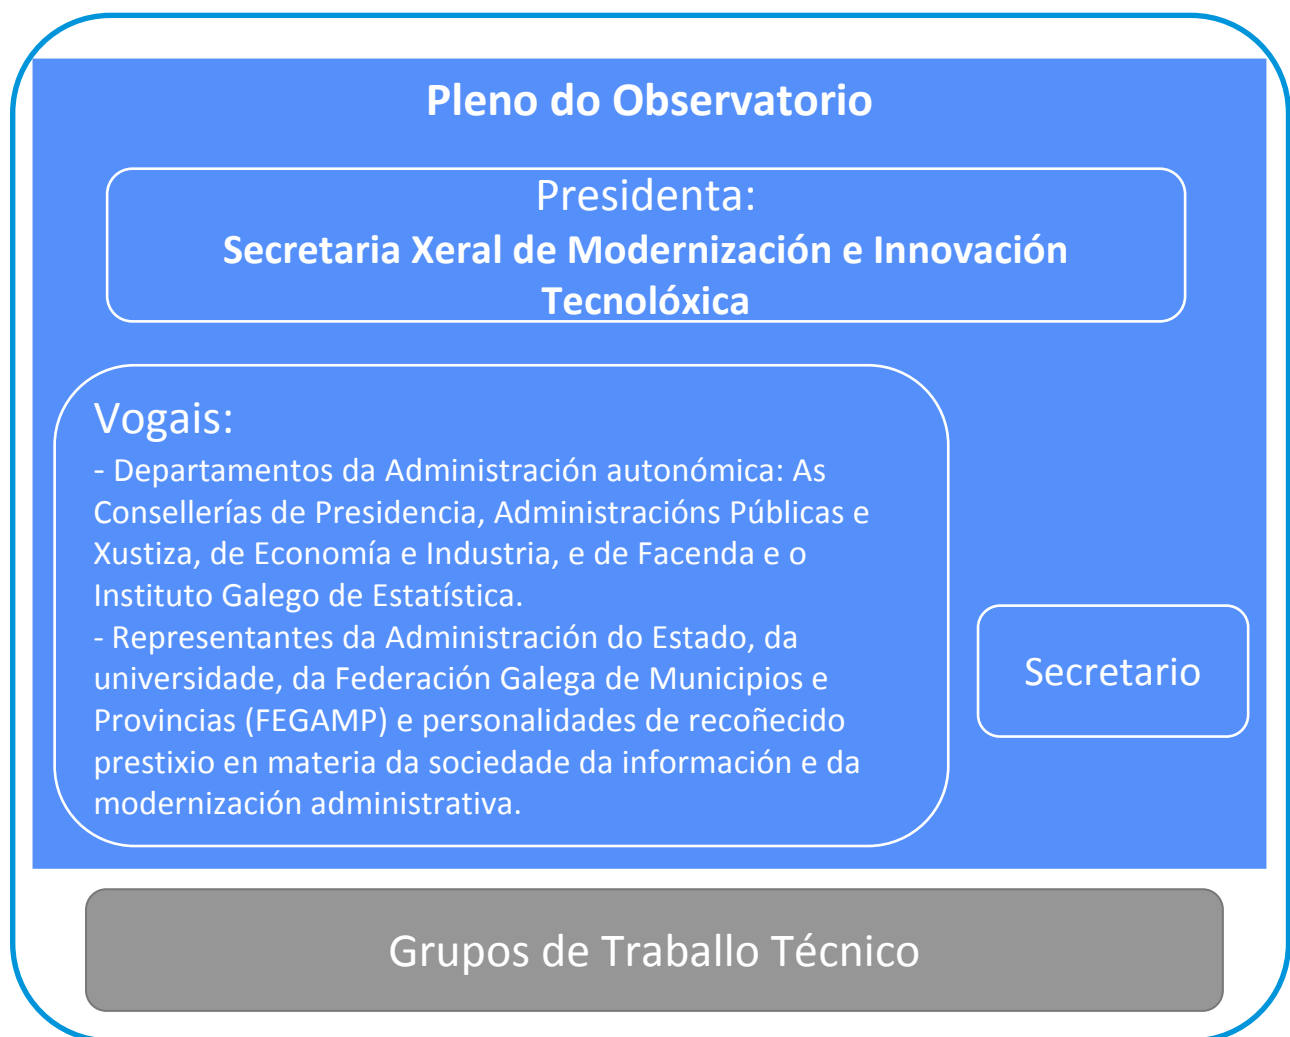 Pleno do Observatorio
Presidenta:
Secretaria Xeral de Modernización e Innovación
Tecnolóxica
Vogais:
- Departamentos da Administración autonómica: As
Consellerías de Presidencia, Administracións Públicas e
Xustiza, de Economía e Industria, e de Facenda e o
Instituto Galego de Estatística.
- Representantes da Administración do Estado, da
universidade, da Federación Galega de Municipios e
Provincias (FEGAMP) e personalidades de recoñecido
prestixio en materia da sociedade da información e da
modernización administrativa.
Secretario
Grupos de Traballo Técnico